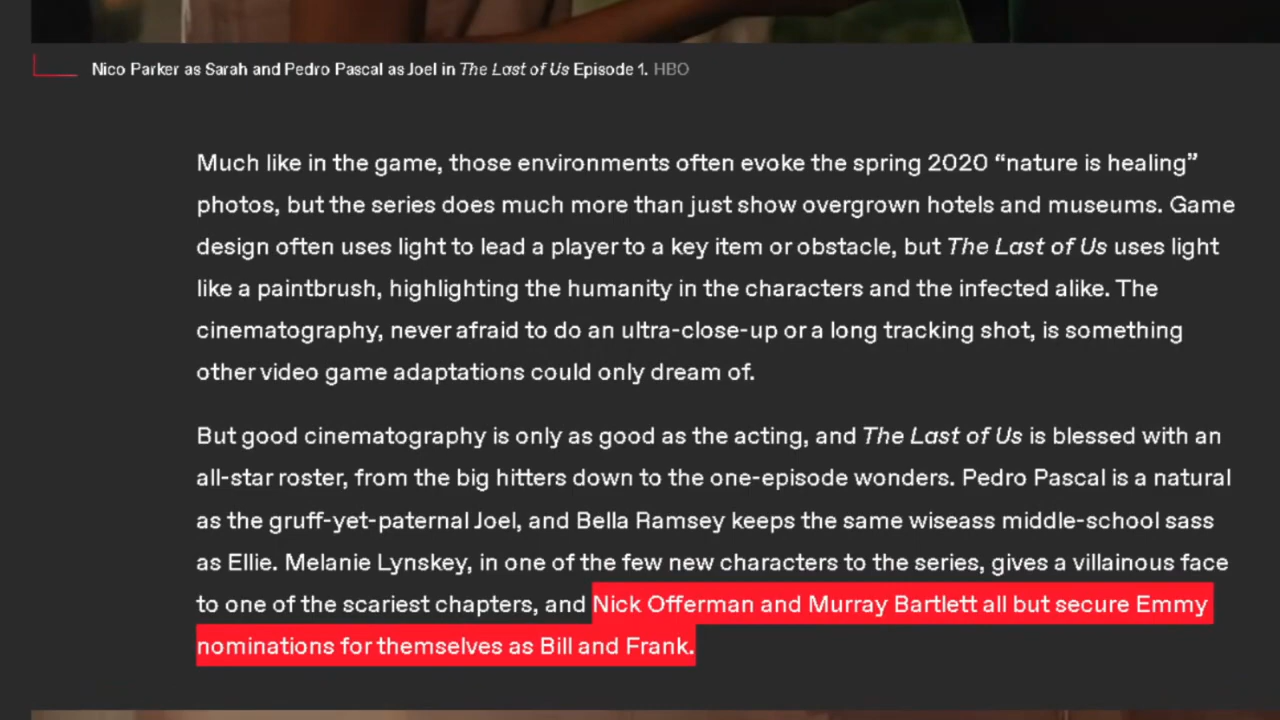 Nico Parker as Sarah and Pedro Pascal as Joel in The Last of Us Episode 1. HBO
Much like in the game, those environments often evoke the spring 2020 “nature is healing”
photos, but the series does much more than just show overgrown hotels and museums. Game
design often uses light to lead a player to a key item or obstacle, but The Last of Us uses light
like a paintbrush, highlighting the humanity in the characters and the infected alike. The
cinematography, never afraid to do an ultra-close-up or a long tracking shot, is something
other video game adaptations could only dream of.
But good cinematography is only as good as the acting, and The Last of Us is blessed with an
all-star roster, from the big hitters down to the one-episode wonders. Pedro Pascal is a natural
as the gruff-yet-paternal Joel, and Bella Ramsey keeps the same wiseass middle-school sass
as Ellie. Melanie Lynskey, in one of the few new characters to the series, gives a villainous face
to one of the scariest chapters, and Nick Offerman and Murray Bartlett all but secure Emmy
nominations for themselves as Bill and Frank.